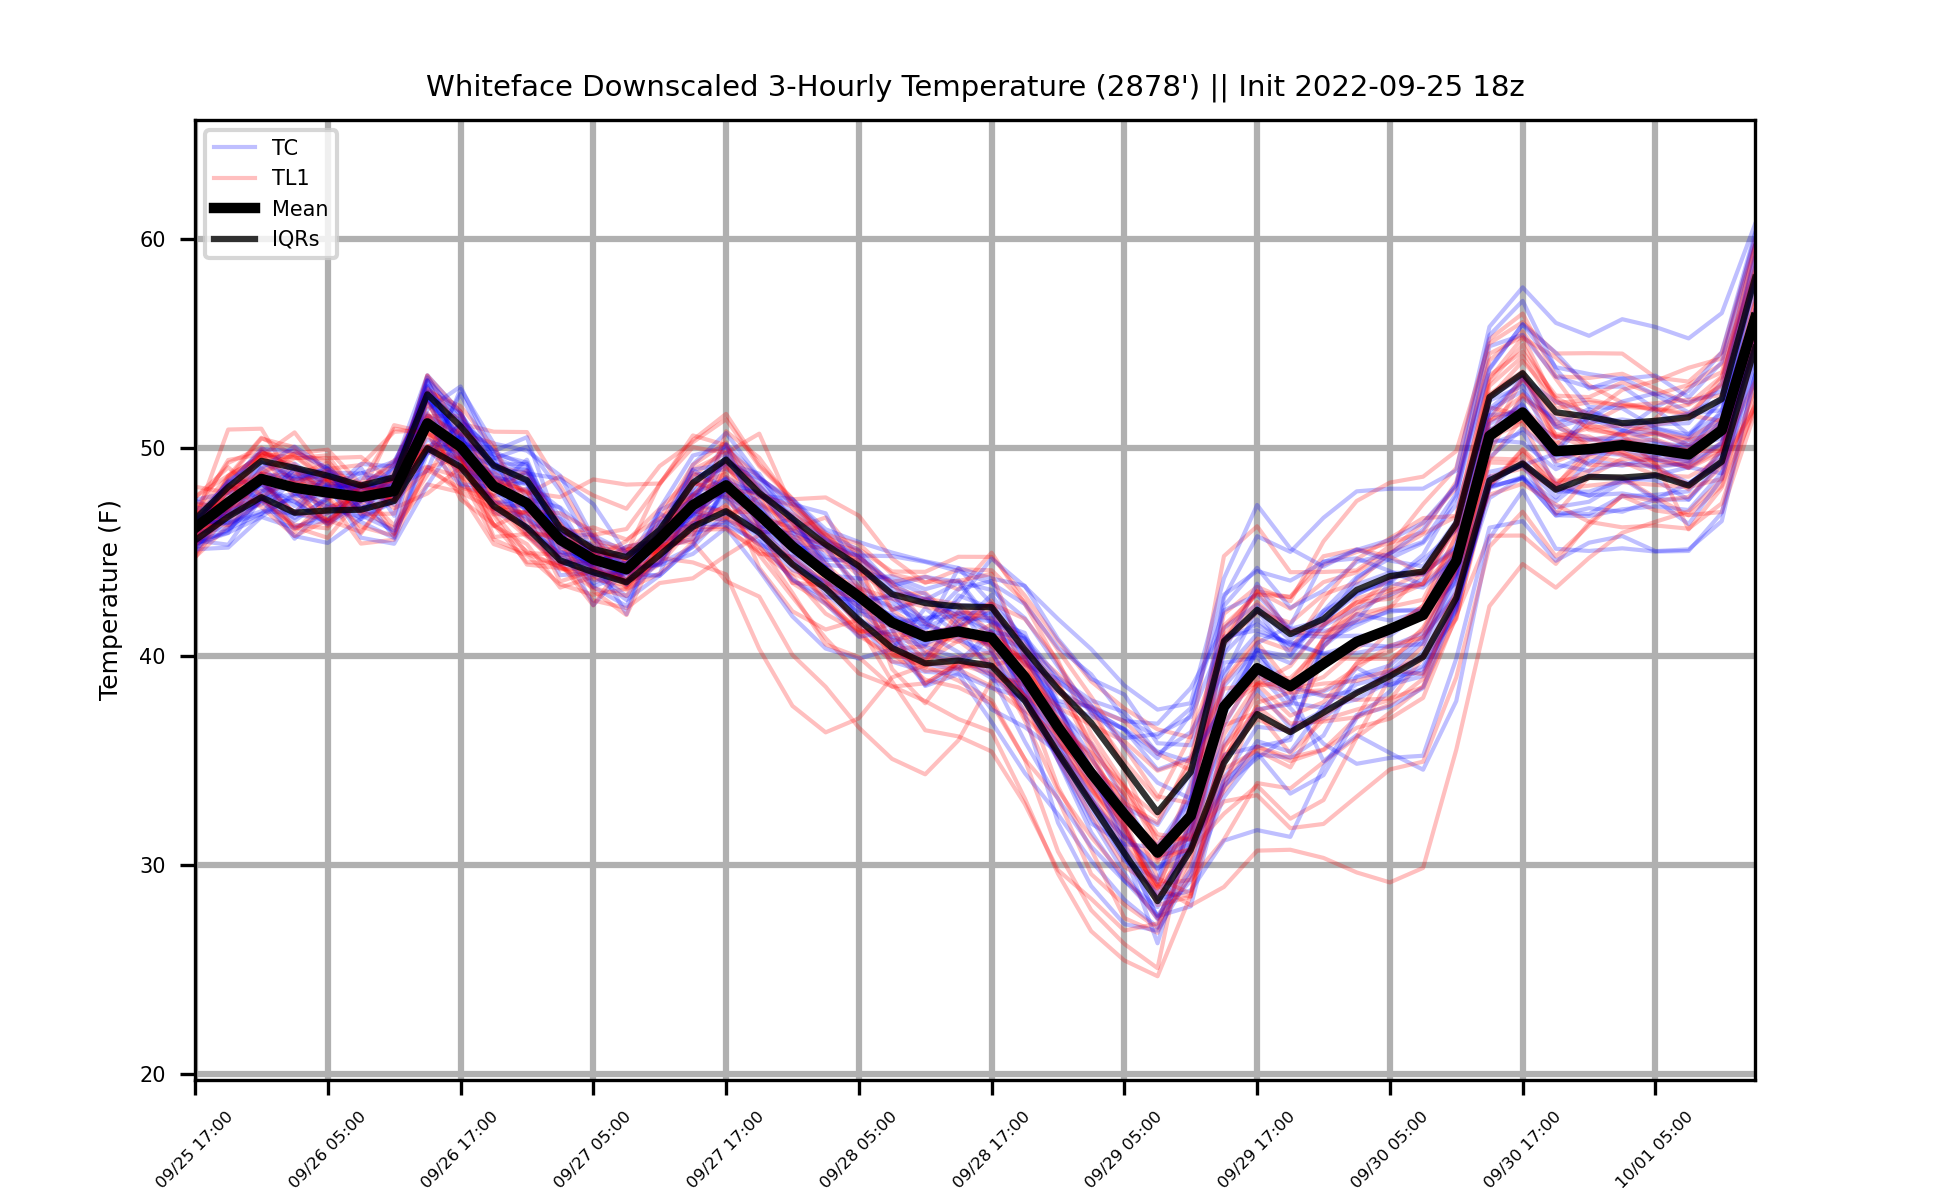 Whiteface Downscaled 3-Hourly Temperature (2878') || Init 2022-09-25 18z
TC
TL1
Mean
IQRs
Temperature (F)
60
50
40
30
20
09/25 17:00
09/26 05:00
09/26 17:00
09/27 05:00
09/27 17:00
09/28 05:00
09/28 17:00
09/29 05:00
09/29 17:00
09/30 05:00
09/30 17:00
10/01 05:00